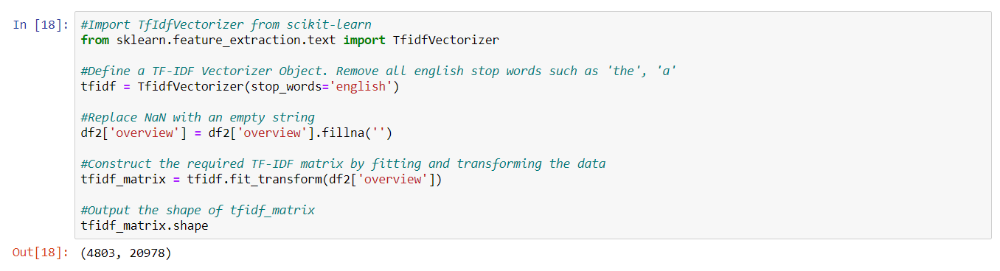 In [18]: #Import TfIdfVectorizer from scikit-learn
from sklearn.feature_extraction.text import TfidfVectorizer
#Define a TF-IDF Vectorizer Object. Remove all english stop words such as 'the', 'a'
tfidf = TfidfVectorizer(stop_words='english')
#Replace NaN with an empty string
df2['overview'] = df2['overview'].fillna('')
#Construct the required TF-IDF matrix by fitting and transforming the data
tfidf_matrix = tfidf.fit_transform(df2['overview'])
#Output the shape of tfidf_matrix
tfidf_matrix.shape
Out[18]: (4803, 20978)